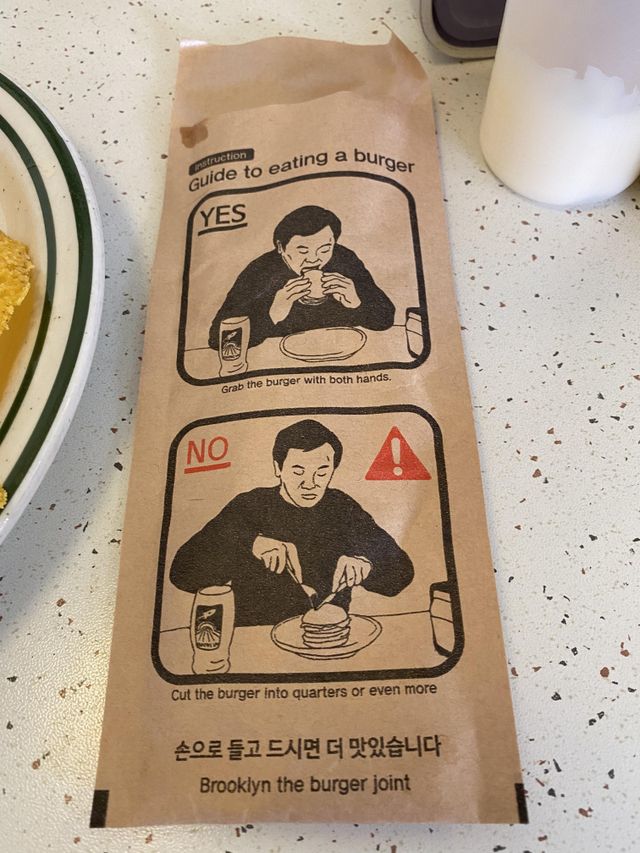 instruction
Guide to eating a burger
YES
Grab the burger with both hands.
NO
Cut the burger into quarters or even more
손으로 들고 드시면 더 맛있습니다
Brooklyn the burger joint